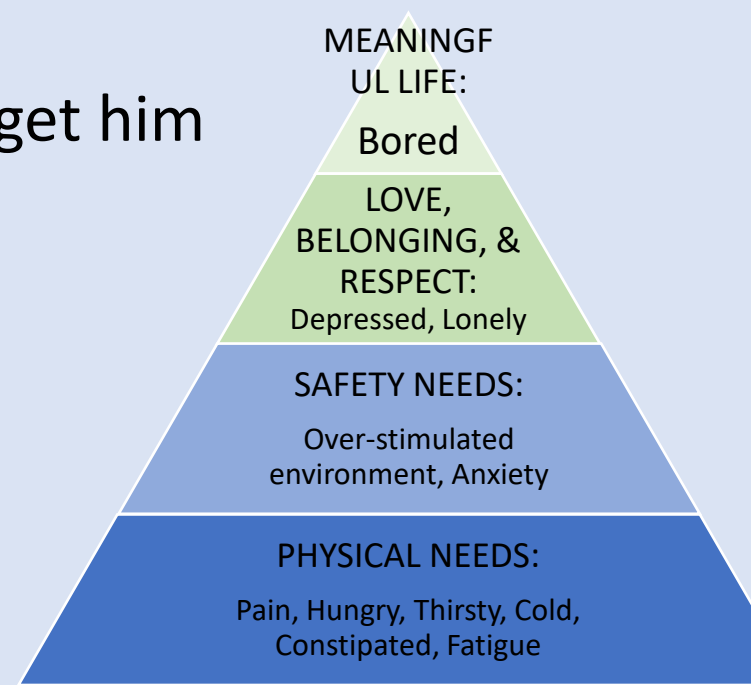 get him
MEANINGF
UL LIFE:
Bored
LOVE,
BELONGING, &
RESPECT:
Depressed, Lonely
SAFETY NEEDS:
Over-stimulated
environment, Anxiety
PHYSICAL NEEDS:
Pain, Hungry, Thirsty, Cold,
Constipated, Fatigue